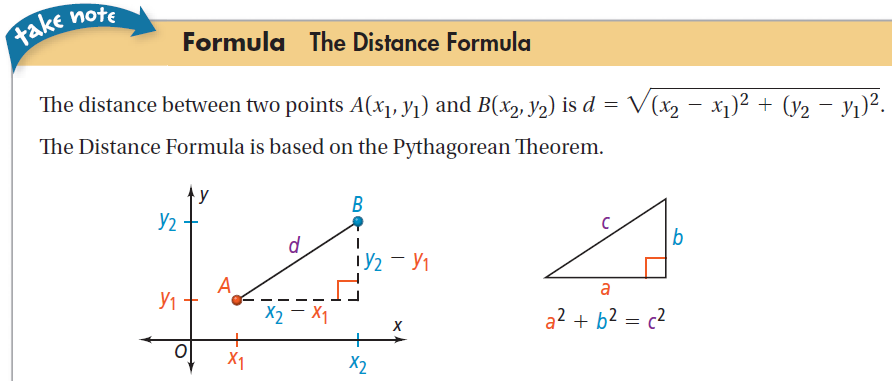 take note
Formula The Distance Formula
The distance between two points A(x₁, y₁) and B(x₂, y₂) is d = √(x₂ − x₁)² + (y₂ − y₁)².
The Distance Formula is based on the Pythagorean Theorem.
y
B
y₂
d
y₂ − y₁
A
y₁
x₂ − x₁
x
O
x₁
x₂
c
b
a
a² + b² = c²